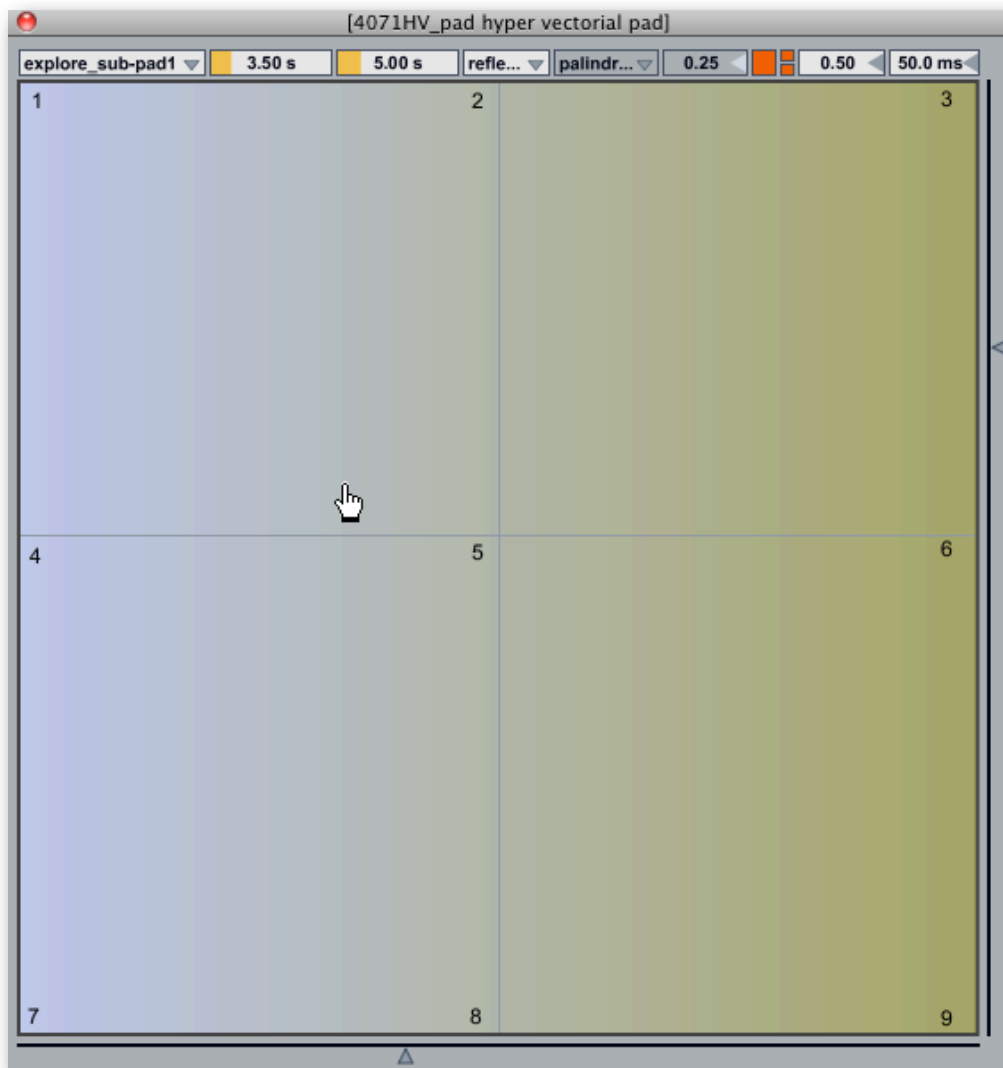 [4071HV_pad hyper vectorial pad]
explore_sub-pad1 3.50 s 5.00 s refle... palindr... 0.25 0.50 50.0 ms
1 2 3
4 5 6
7 8 9